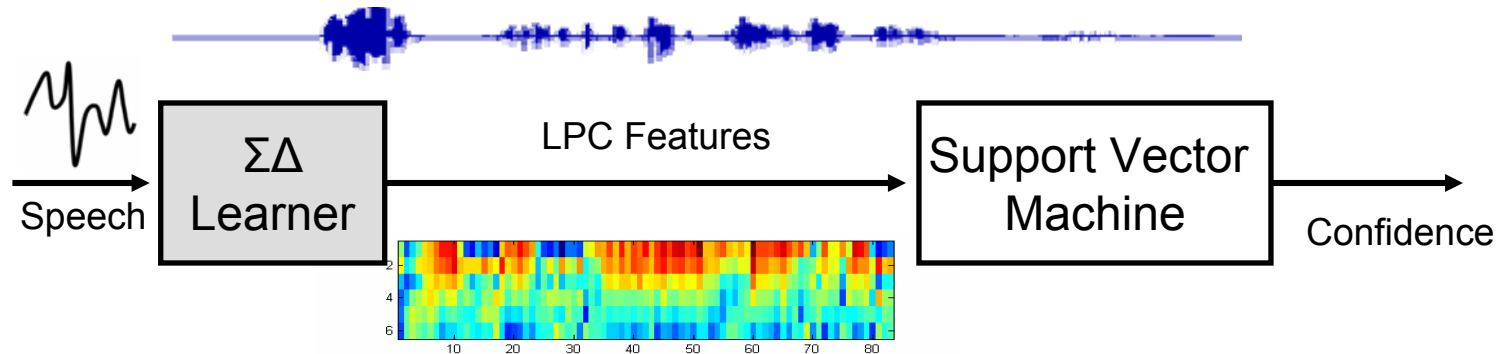 Speech
ΣΔ
Learner
LPC Features
Support Vector
Machine
Confidence
2
4
6
10 20 30 40 50 60 70 80